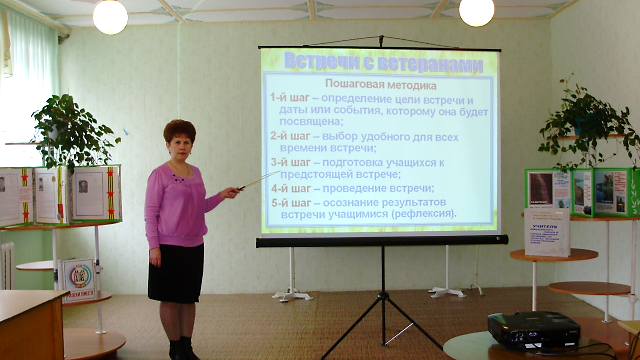 Встречи с ветеранами
Пошаговая методика
1-й шаг – определение цели встречи и
даты или события, которому она будет
посвящена;
2-й шаг – выбор удобного для всех
времени встречи;
3-й шаг – подготовка учащихся к
предстоящей встрече;
4-й шаг – проведение встречи;
5-й шаг – осознание результатов
встречи учащимися (рефлексия).
УЧИТЕЛЯ